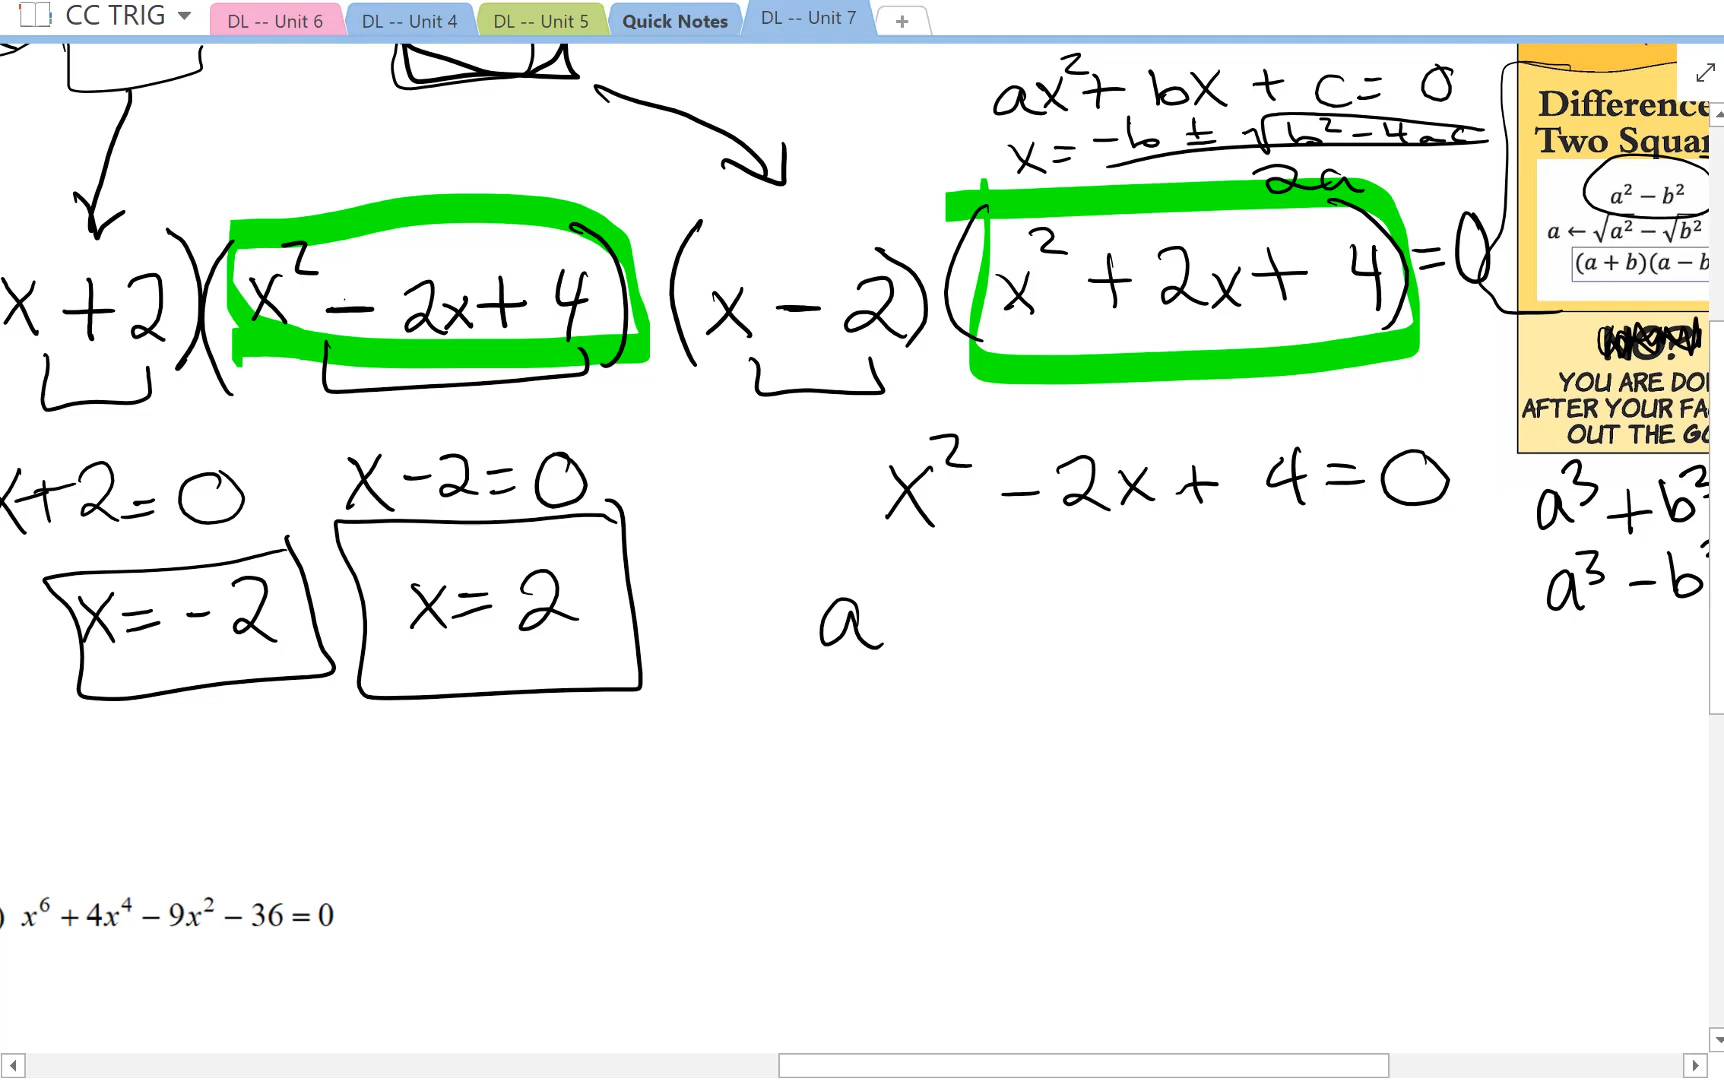 CC TRIG DL -- Unit 6 DL -- Unit 4 DL -- Unit 5 Quick Notes DL -- Unit 7 +
ax² + bx + c = 0
x = (-b ± √(b² - 4ac)) / 2a
Difference
Two Squar
a² − b²
a ← √a² − √b²
(a + b)(a − b
x + 2)(x² - 2x + 4)(x - 2)(x² + 2x + 4) = 0
YOU ARE DO
AFTER YOUR FA
OUT THE G
x+2=0 x-2=0 x² - 2x + 4 = 0
x = -2 x = 2 a
a³ + b³
a³ - b³
) x⁶ + 4x⁴ − 9x² − 36 = 0